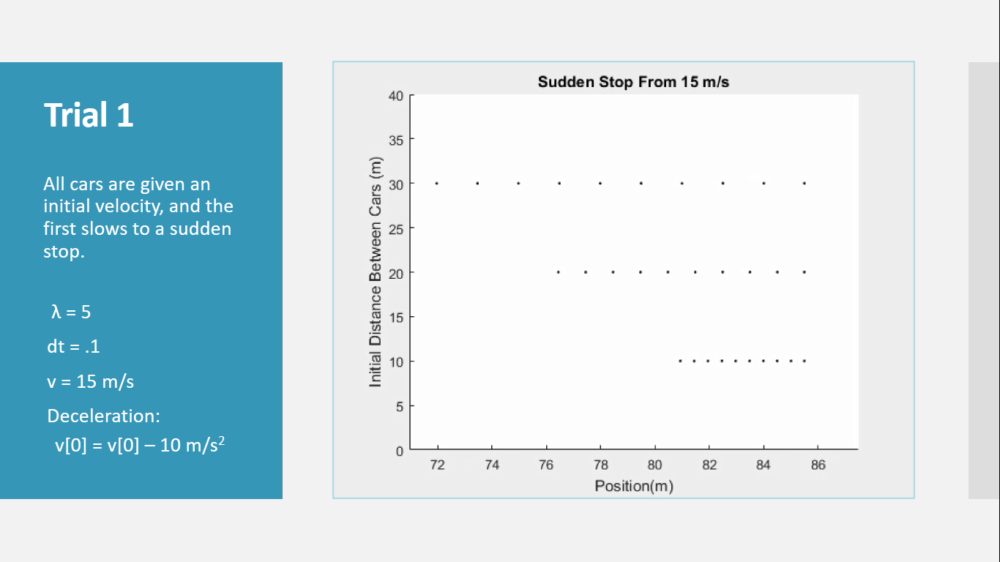 Trial 1
All cars are given an
initial velocity, and the
first slows to a sudden
stop.
λ = 5
dt = .1
v = 15 m/s
Deceleration:
v[0] = v[0] – 10 m/s²
Sudden Stop From 15 m/s
Initial Distance Between Cars (m)
40
35
30
25
20
15
10
5
0
72 74 76 78 80 82 84 86
Position(m)